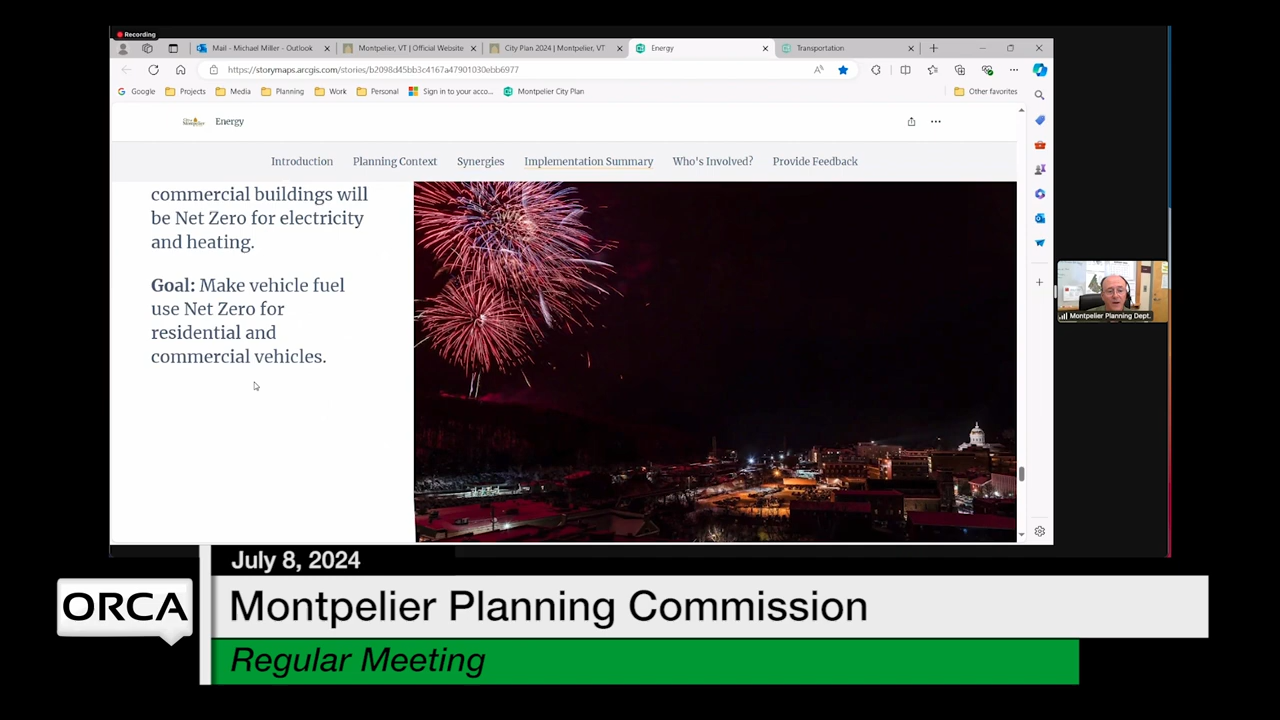 Recording
Mail - Michael Miller - Outlook
Montpelier, VT | Official Website
City Plan 2024 | Montpelier, VT
Energy
Transportation
https://storymaps.arcgis.com/stories/b2098d45bb3c4167a47901030ebb6977
Google
Projects
Media
Planning
Work
Personal
Sign in to your acco...
Montpelier City Plan
Other favorites
Energy
Introduction
Planning Context
Synergies
Implementation Summary
Who's Involved?
Provide Feedback
commercial buildings will
be Net Zero for electricity
and heating.
Goal: Make vehicle fuel
use Net Zero for
residential and
commercial vehicles.
Montpelier Planning Dept.
July 8, 2024
ORCA
Montpelier Planning Commission
Regular Meeting